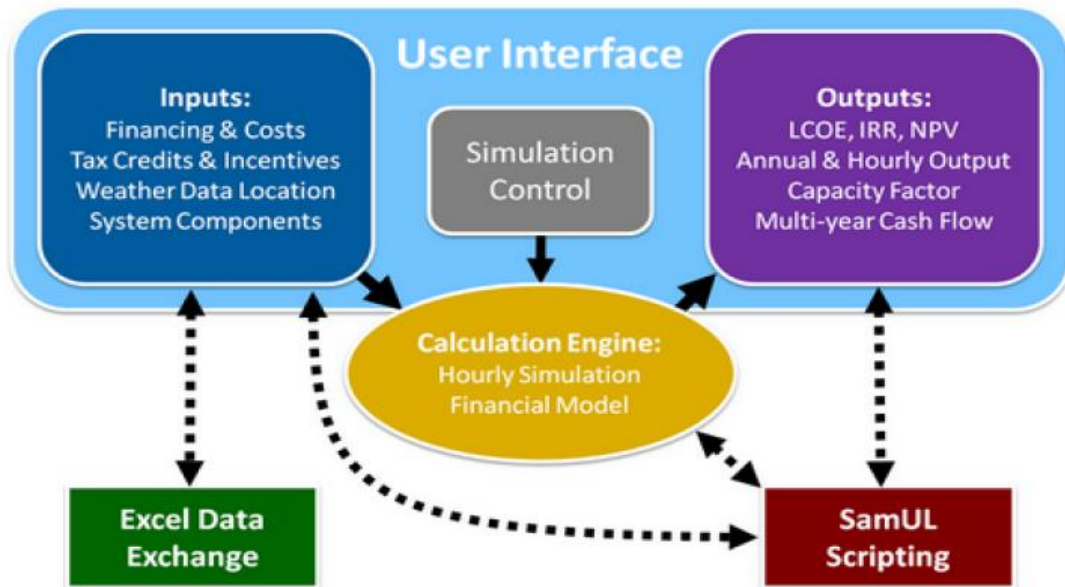 User Interface
Inputs:
Financing & Costs
Tax Credits & Incentives
Weather Data Location
System Components
Simulation
Control
Outputs:
LCOE, IRR, NPV
Annual & Hourly Output
Capacity Factor
Multi-year Cash Flow
Calculation Engine:
Hourly Simulation
Financial Model
Excel Data
Exchange
SamUL
Scripting